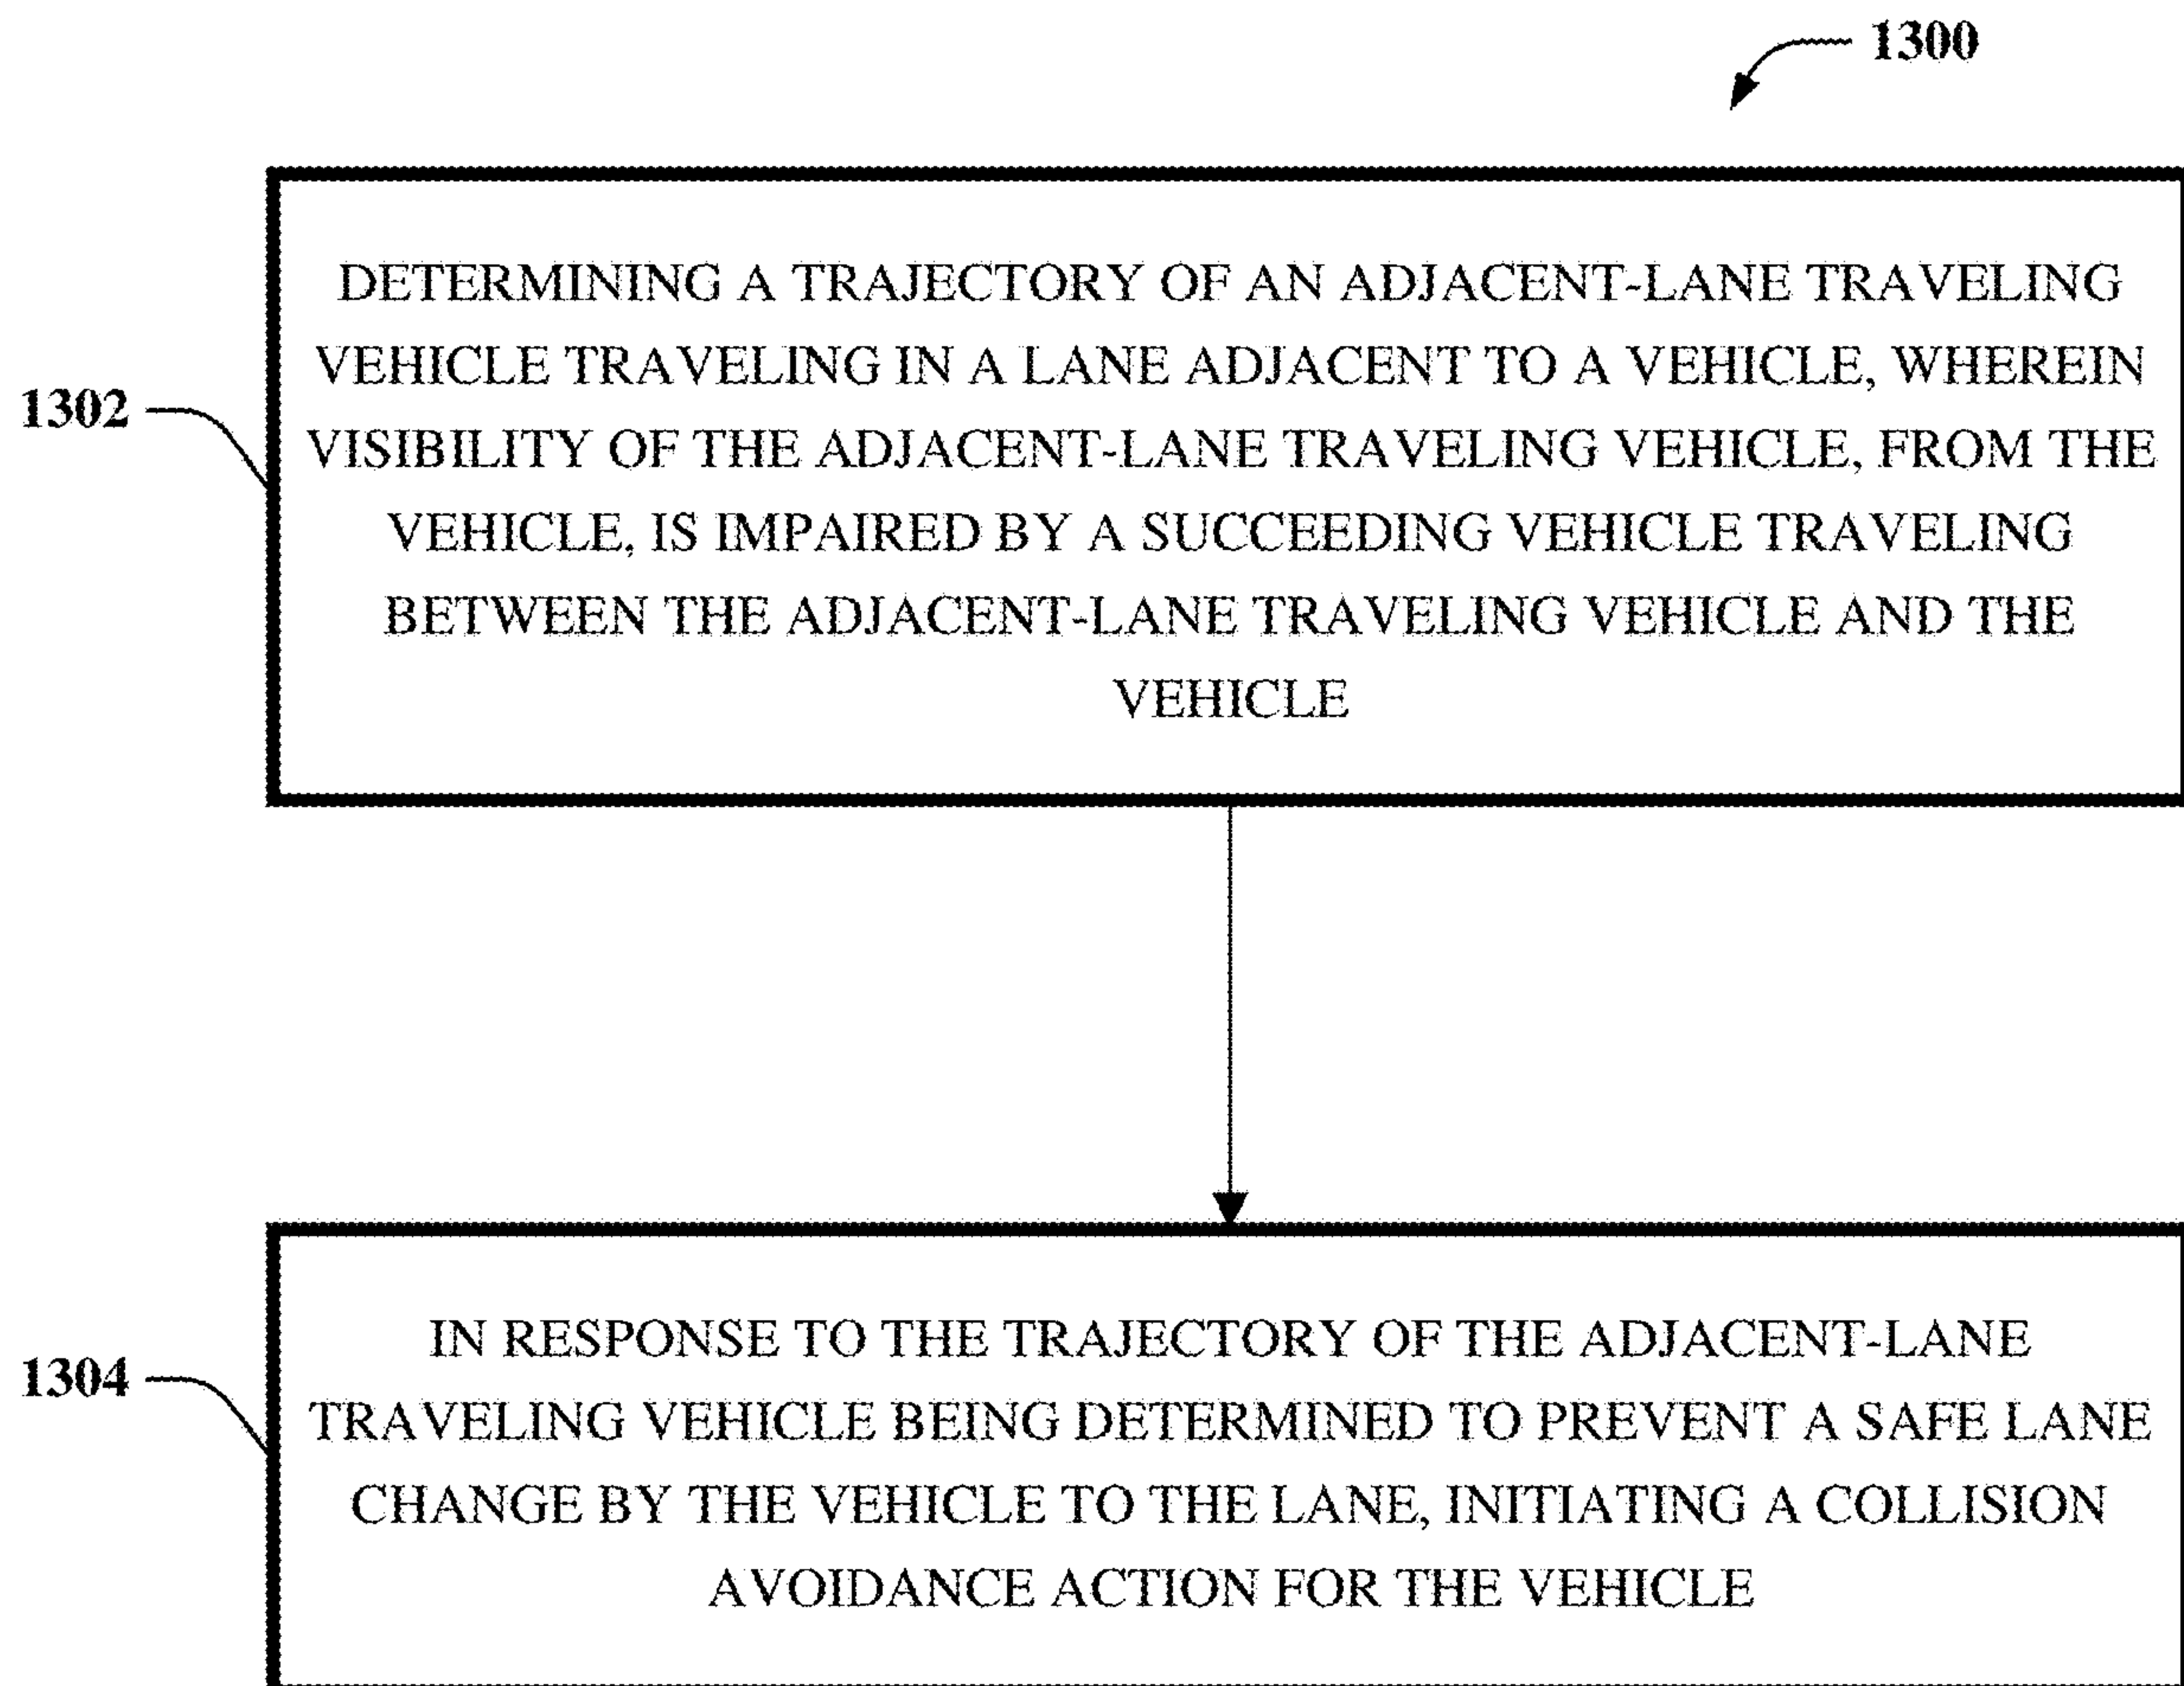 1300
DETERMINING A TRAJECTORY OF AN ADJACENT-LANE TRAVELING
VEHICLE TRAVELING IN A LANE ADJACENT TO A VEHICLE, WHEREIN
1302
VISIBILITY OF THE ADJACENT-LANE TRAVELING VEHICLE, FROM THE
VEHICLE, IS IMPAIRED BY A SUCCEEDING VEHICLE TRAVELING
BETWEEN THE ADJACENT-LANE TRAVELING VEHICLE AND THE
VEHICLE
IN RESPONSE TO THE TRAJECTORY OF THE ADJACENT-LANE
1304
TRAVELING VEHICLE BEING DETERMINED TO PREVENT A SAFE LANE
CHANGE BY THE VEHICLE TO THE LANE, INITIATING A COLLISION
AVOIDANCE ACTION FOR THE VEHICLE